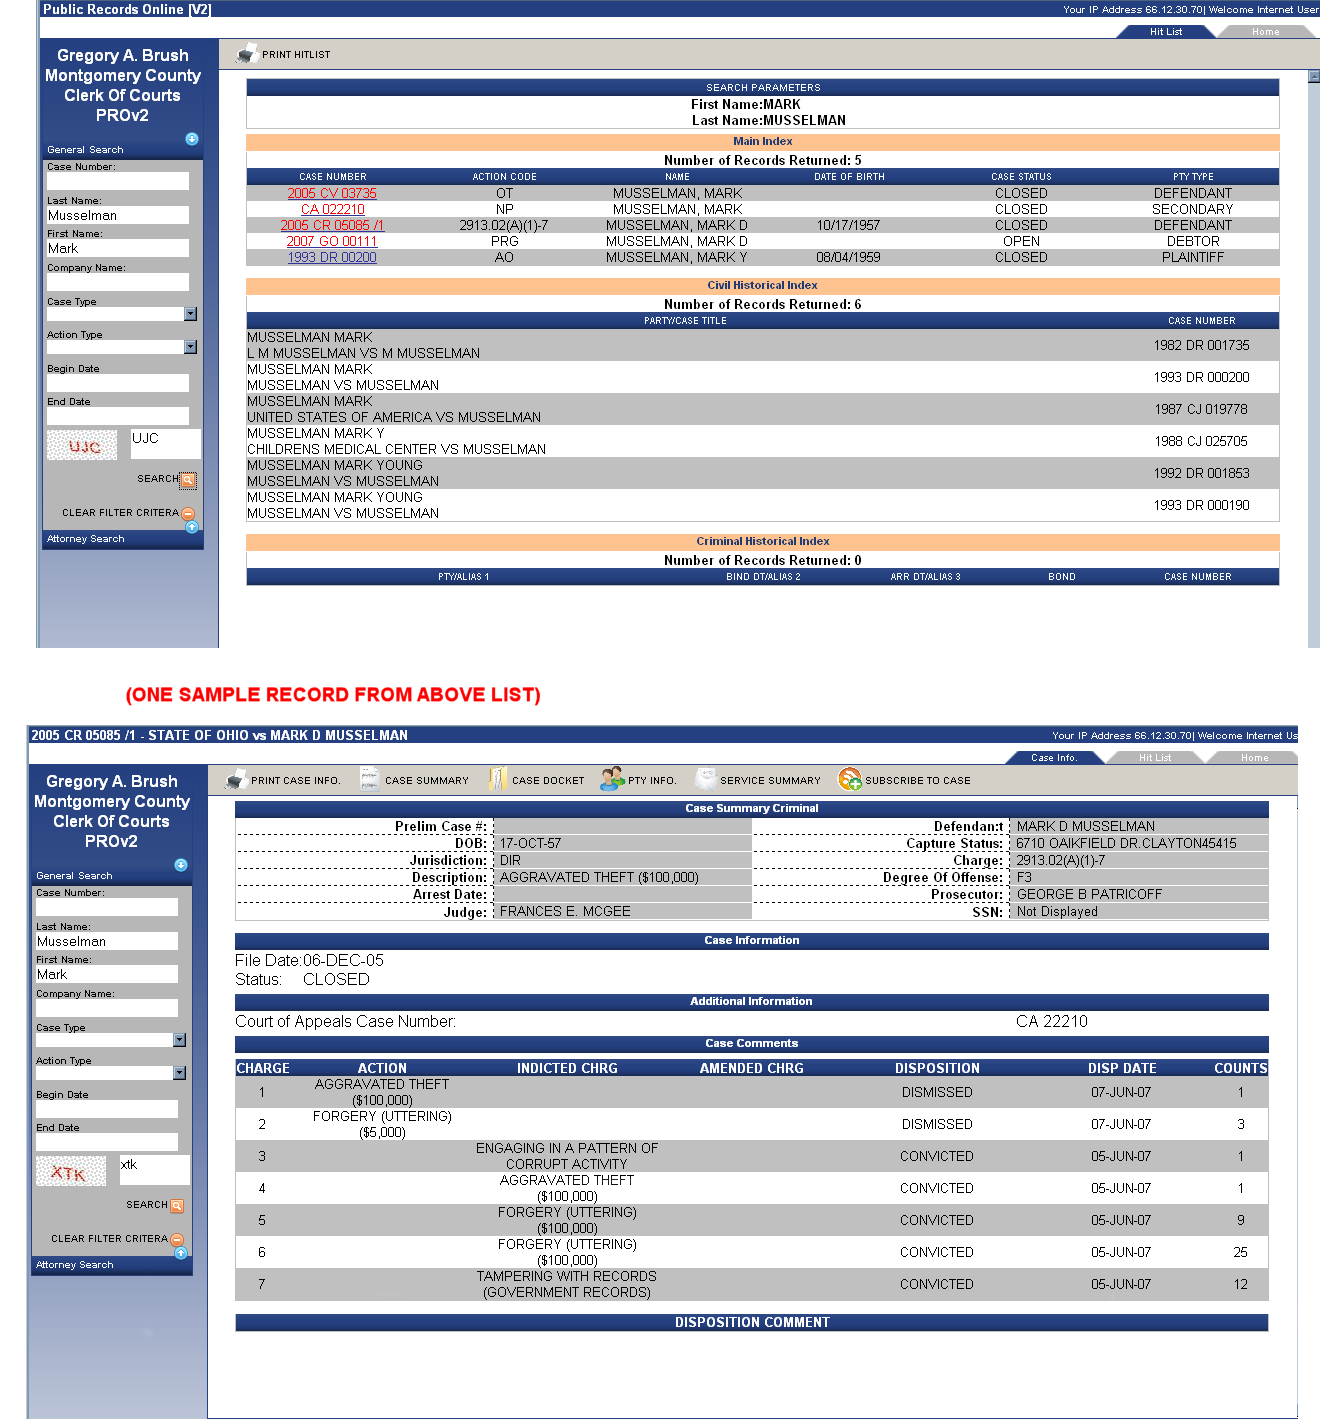 Public Records Online [V2]
Your IP Address 66.12.30.70| Welcome Internet User
Hit List
Home
Gregory A. Brush
Montgomery County
Clerk Of Courts
PROv2
General Search
Case Number:
Last Name:
Musselman
First Name:
Mark
Company Name:
Case Type
Action Type
Begin Date
End Date
UJC
UJC
SEARCH
CLEAR FILTER CRITERA
Attorney Search
PRINT HITLIST
SEARCH PARAMETERS
First Name:MARK
Last Name:MUSSELMAN
Main Index
Number of Records Returned: 5
CASE NUMBER ACTION CODE NAME DATE OF BIRTH CASE STATUS PTY TYPE
2005 CV 03735 OT MUSSELMAN, MARK CLOSED DEFENDANT
CA 022210 NP MUSSELMAN, MARK CLOSED SECONDARY
2005 CR 05085 /1 2913.02(A)(1)-7 MUSSELMAN, MARK D 10/17/1957 CLOSED DEFENDANT
2007 GO 00111 PRG MUSSELMAN, MARK D OPEN DEBTOR
1993 DR 00200 AO MUSSELMAN, MARK Y 08/04/1959 CLOSED PLAINTIFF
Civil Historical Index
Number of Records Returned: 6
PARTY/CASE TITLE CASE NUMBER
MUSSELMAN MARK
L M MUSSELMAN VS M MUSSELMAN 1982 DR 001735
MUSSELMAN MARK
MUSSELMAN VS MUSSELMAN 1993 DR 000200
MUSSELMAN MARK
UNITED STATES OF AMERICA VS MUSSELMAN 1987 CJ 019778
MUSSELMAN MARK Y
CHILDRENS MEDICAL CENTER VS MUSSELMAN 1988 CJ 025705
MUSSELMAN MARK YOUNG
MUSSELMAN VS MUSSELMAN 1992 DR 001853
MUSSELMAN MARK YOUNG
MUSSELMAN VS MUSSELMAN 1993 DR 000190
Criminal Historical Index
Number of Records Returned: 0
PTY/ALIAS 1 BIND DT/ALIAS 2 ARR DT/ALIAS 3 BOND CASE NUMBER
(ONE SAMPLE RECORD FROM ABOVE LIST)
2005 CR 05085 /1 - STATE OF OHIO vs MARK D MUSSELMAN
Your IP Address 66.12.30.70| Welcome Internet Us
Case Info.
Hit List
Home
Gregory A. Brush
Montgomery County
Clerk Of Courts
PROv2
General Search
Case Number:
Last Name:
Musselman
First Name:
Mark
Company Name:
Case Type
Action Type
Begin Date
End Date
XTK
xtk
SEARCH
CLEAR FILTER CRITERA
Attorney Search
PRINT CASE INFO. CASE SUMMARY CASE DOCKET PTY INFO. SERVICE SUMMARY SUBSCRIBE TO CASE
Case Summary Criminal
Prelim Case #: Defendan:t MARK D MUSSELMAN
DOB: 17-OCT-57 Capture Status: 6710 OAIKFIELD DR.CLAYTON45415
Jurisdiction: DIR Charge: 2913.02(A)(1)-7
Description: AGGRAVATED THEFT ($100,000) Degree Of Offense: F3
Arrest Date: Prosecutor: GEORGE B PATRICOFF
Judge: FRANCES E. MCGEE SSN: Not Displayed
Case Information
File Date:06-DEC-05
Status: CLOSED
Additional Information
Court of Appeals Case Number: CA 22210
Case Comments
CHARGE ACTION INDICTED CHRG AMENDED CHRG DISPOSITION DISP DATE COUNTS
1 AGGRAVATED THEFT ($100,000) DISMISSED 07-JUN-07 1
2 FORGERY (UTTERING) ($5,000) DISMISSED 07-JUN-07 3
3 ENGAGING IN A PATTERN OF CORRUPT ACTIVITY CONVICTED 05-JUN-07 1
4 AGGRAVATED THEFT ($100,000) CONVICTED 05-JUN-07 1
5 FORGERY (UTTERING) ($100,000) CONVICTED 05-JUN-07 9
6 FORGERY (UTTERING) ($100,000) CONVICTED 05-JUN-07 25
7 TAMPERING WITH RECORDS (GOVERNMENT RECORDS) CONVICTED 05-JUN-07 12
DISPOSITION COMMENT